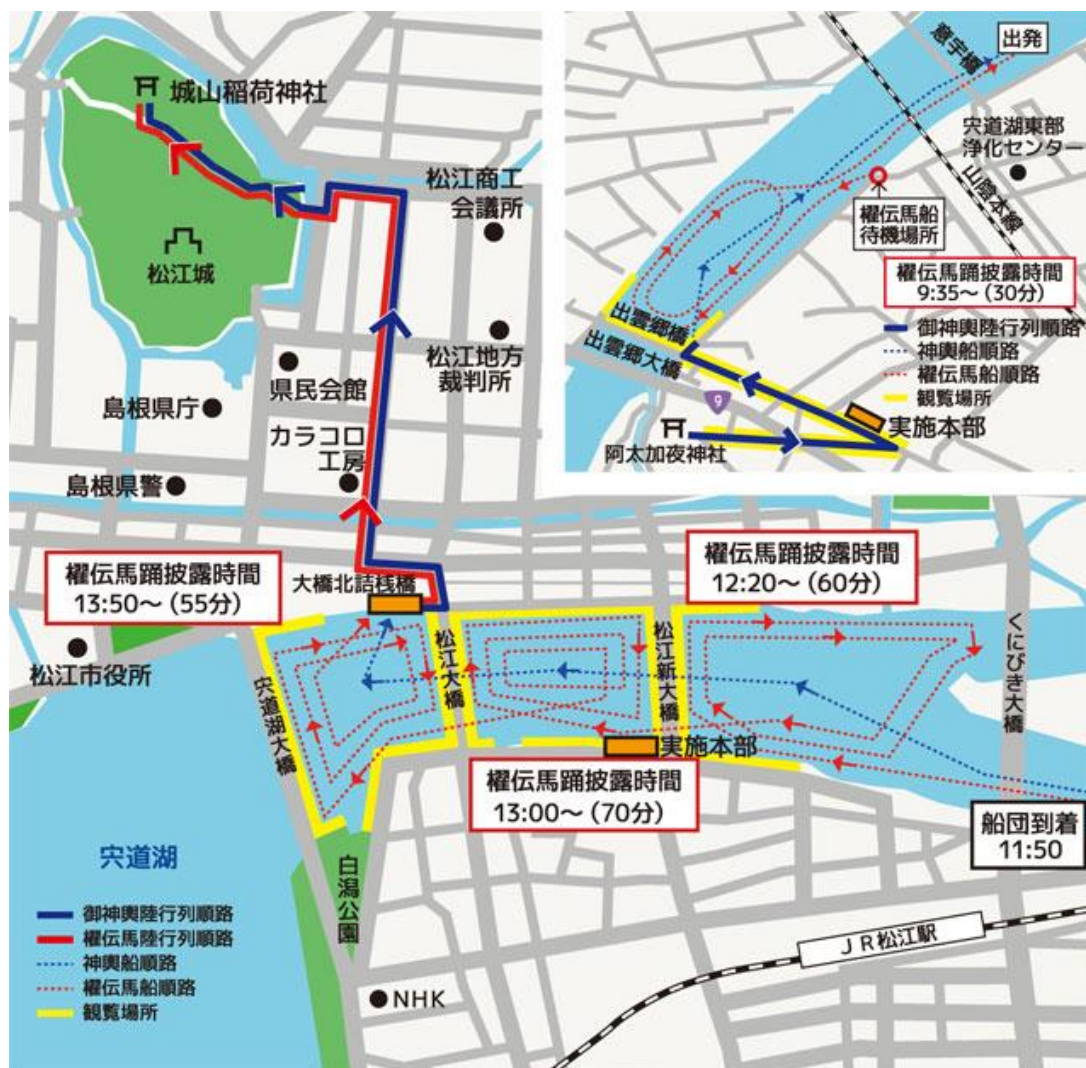 城山稲荷神社
松江城
松江商工
会議所
松江地方
裁判所
県民会館
島根県庁
カラコロ
工房
島根県警
出発
意宇橋
宍道湖東部
浄化センター
山陰本線
櫂伝馬船
待機場所
櫂伝馬踊披露時間
9:35～(30分)
御神輿陸行列順路
神輿船順路
櫂伝馬船順路
観覧場所
出雲郷橋
出雲郷大橋
9
実施本部
阿太加夜神社
櫂伝馬踊披露時間
13:50～(55分)
大橋北詰桟橋
櫂伝馬踊披露時間
12:20～(60分)
松江市役所
宍道湖大橋
松江大橋
松江新大橋
くにびき大橋
実施本部
櫂伝馬踊披露時間
13:00～(70分)
船団到着
11:50
宍道湖
白潟公園
御神輿陸行列順路
櫂伝馬陸行列順路
神輿船順路
櫂伝馬船順路
観覧場所
NHK
JR松江駅